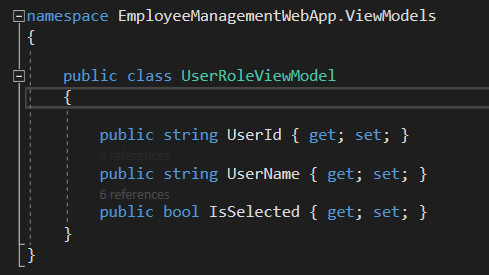 namespace EmployeeManagementWebApp.ViewModels
{
public class UserRoleViewModel
{
public string UserId { get; set; }
3 references
public string UserName { get; set; }
6 references
public bool IsSelected { get; set; }
}
}